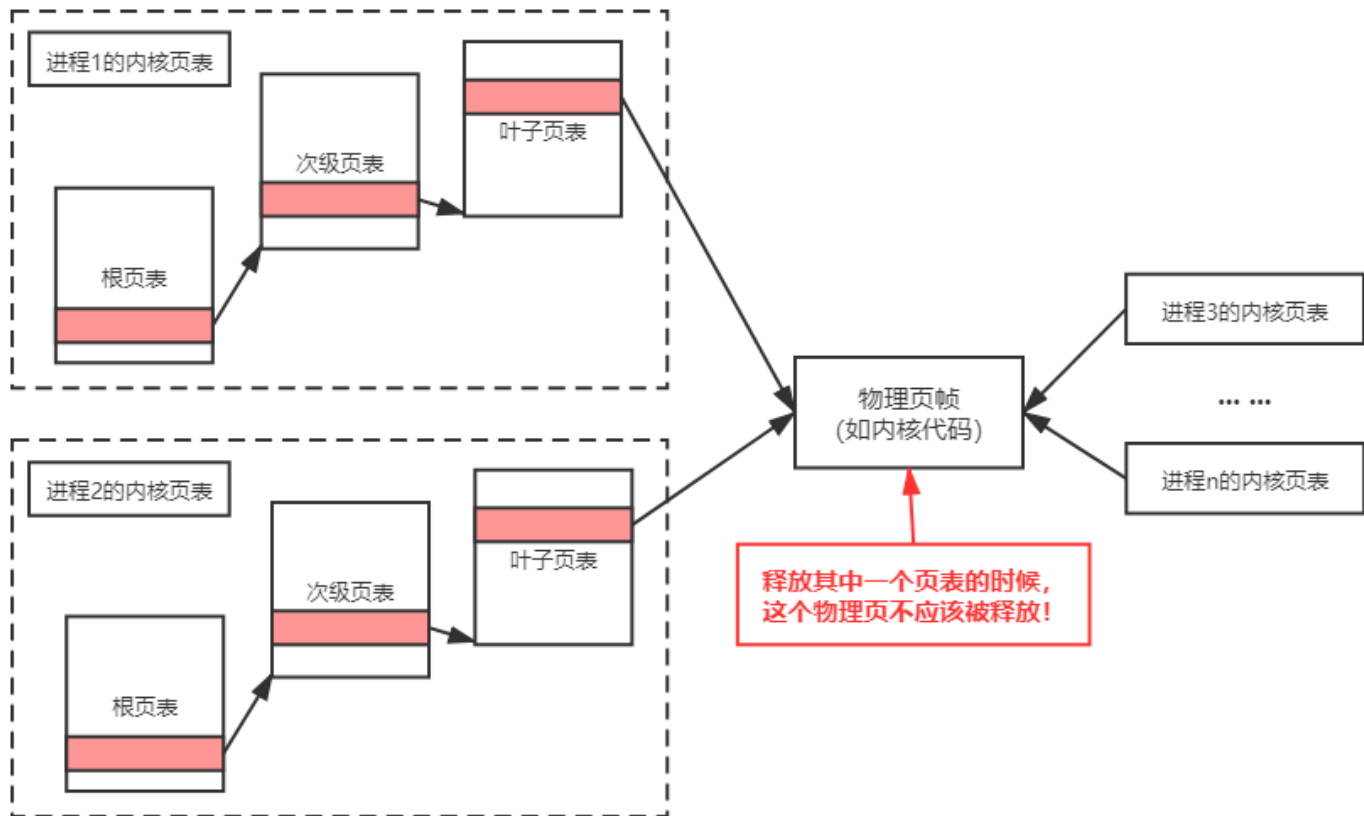 进程1的内核页表
次级页表
叶子页表
根页表
进程2的内核页表
次级页表
叶子页表
根页表
物理页帧
(如内核代码)
释放其中一个页表的时候，
这个物理页不应该被释放！
进程3的内核页表
... ...
进程n的内核页表